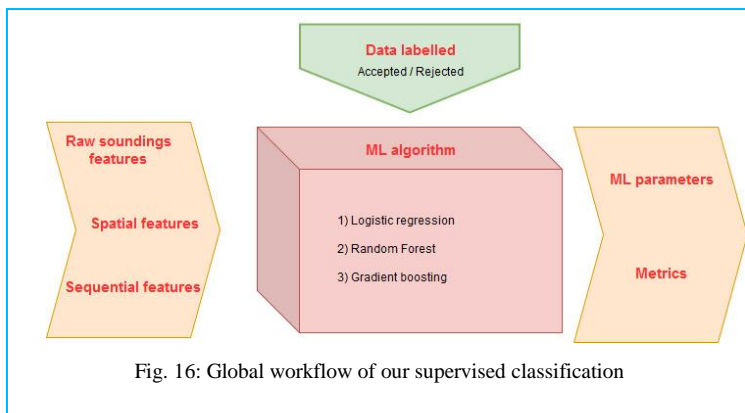 Data labelled
Accepted / Rejected
Raw soundings
features
Spatial features
Sequential features
ML algorithm
1) Logistic regression
2) Random Forest
3) Gradient boosting
ML parameters
Metrics
Fig. 16: Global workflow of our supervised classification